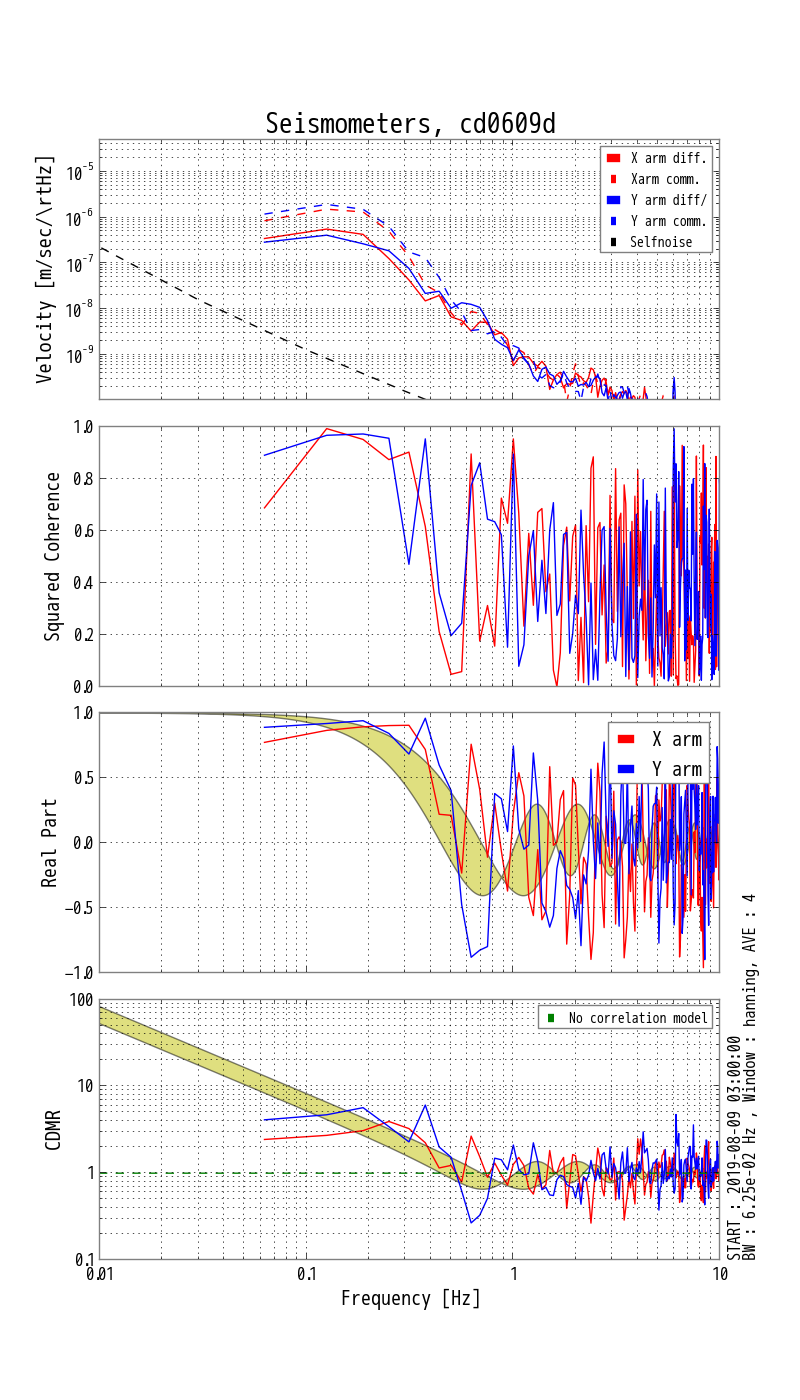 Seismometers, cd0609d
Velocity [m/sec/\rtHz]
10^-5
10^-6
10^-7
10^-8
10^-9
X arm diff.
Xarm comm.
Y arm diff/
Y arm comm.
Selfnoise
Squared Coherence
1.0
0.8
0.6
0.4
0.2
0.0
Real Part
1.0
0.5
0.0
−0.5
−1.0
X arm
Y arm
CDMR
100
10
1
0.1
No correlation model
0.01
0.1
1
10
Frequency [Hz]
START : 2019-08-09 03:00:00
BW : 6.25e-02 Hz , Window : hanning, AVE : 4